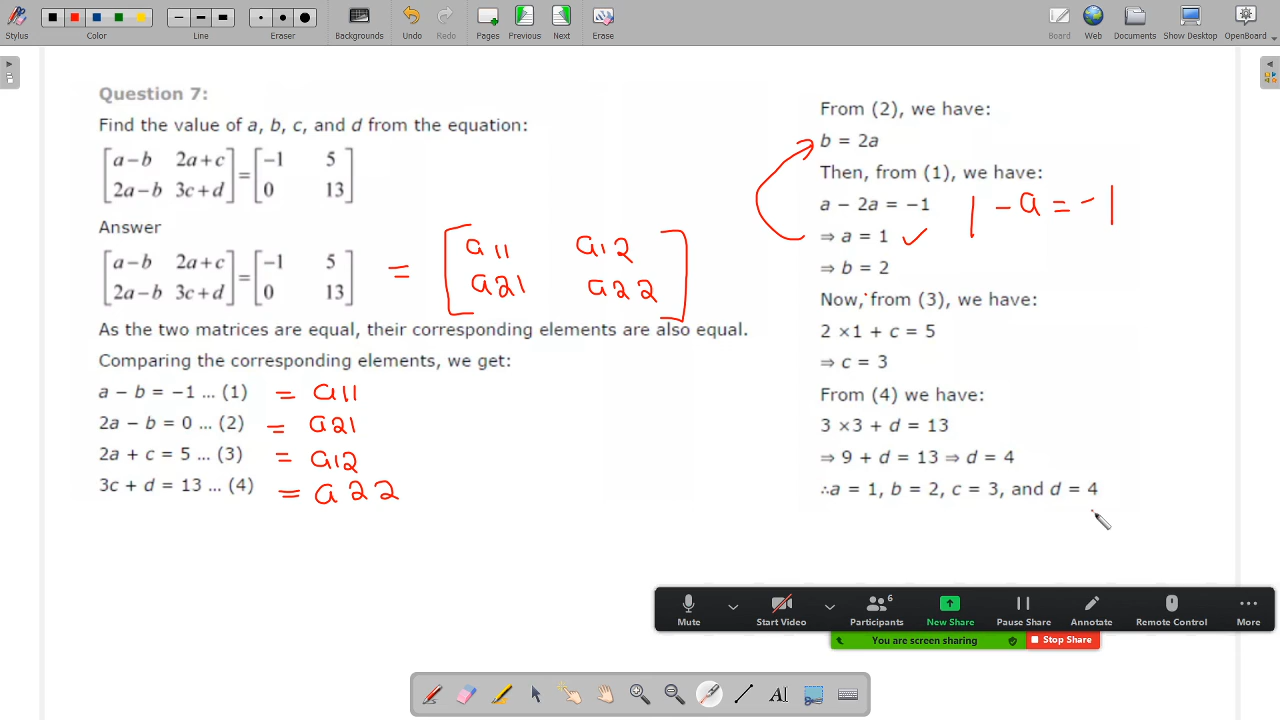 Stylus Color Line Eraser Backgrounds Undo Redo Pages Previous Next Erase Board Web Documents Show Desktop OpenBoard
Question 7:
Find the value of a, b, c, and d from the equation:
[a−b 2a+c] = [−1 5]
[2a−b 3c+d] [0 13]
Answer
[a−b 2a+c] = [−1 5] = [a11 a12]
[2a−b 3c+d] [0 13] [a21 a22]
As the two matrices are equal, their corresponding elements are also equal.
Comparing the corresponding elements, we get:
a − b = −1 ... (1) = a11
2a − b = 0 ... (2) = a21
2a + c = 5 ... (3) = a12
3c + d = 13 ... (4) = a22
From (2), we have:
b = 2a
Then, from (1), we have:
a − 2a = −1 | −a = −1
⇒ a = 1 ✓
⇒ b = 2
Now, from (3), we have:
2 ×1 + c = 5
⇒ c = 3
From (4) we have:
3 ×3 + d = 13
⇒ 9 + d = 13 ⇒ d = 4
∴a = 1, b = 2, c = 3, and d = 4
6
Mute Start Video Participants New Share Pause Share Annotate Remote Control More
You are screen sharing Stop Share
AI